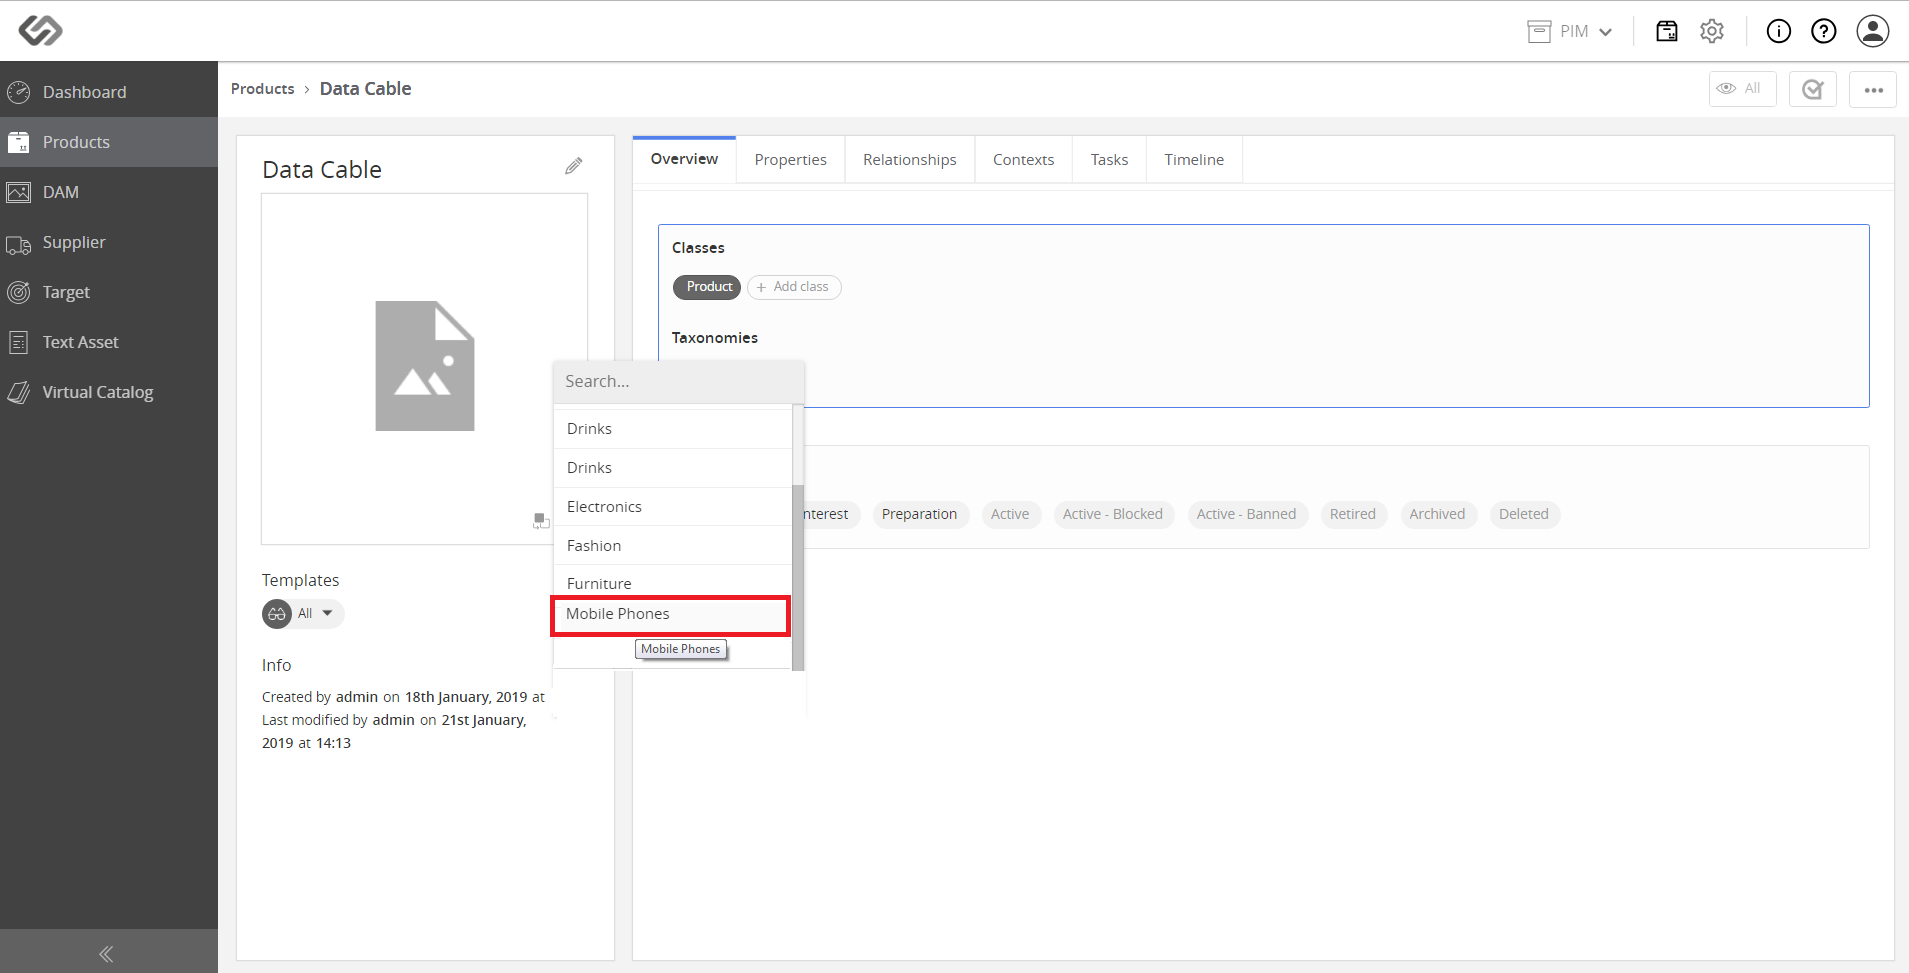 PIM
Dashboard
Products
DAM
Supplier
Target
Text Asset
Virtual Catalog
Products › Data Cable
All
Data Cable
Templates
All
Info
Created by admin on 18th January, 2019 at
Last modified by admin on 21st January,
2019 at 14:13
Overview
Properties
Relationships
Contexts
Tasks
Timeline
Classes
Product
+ Add class
Taxonomies
Search...
Drinks
Drinks
Electronics
Fashion
Furniture
Mobile Phones
Mobile Phones
nterest
Preparation
Active
Active - Blocked
Active - Banned
Retired
Archived
Deleted